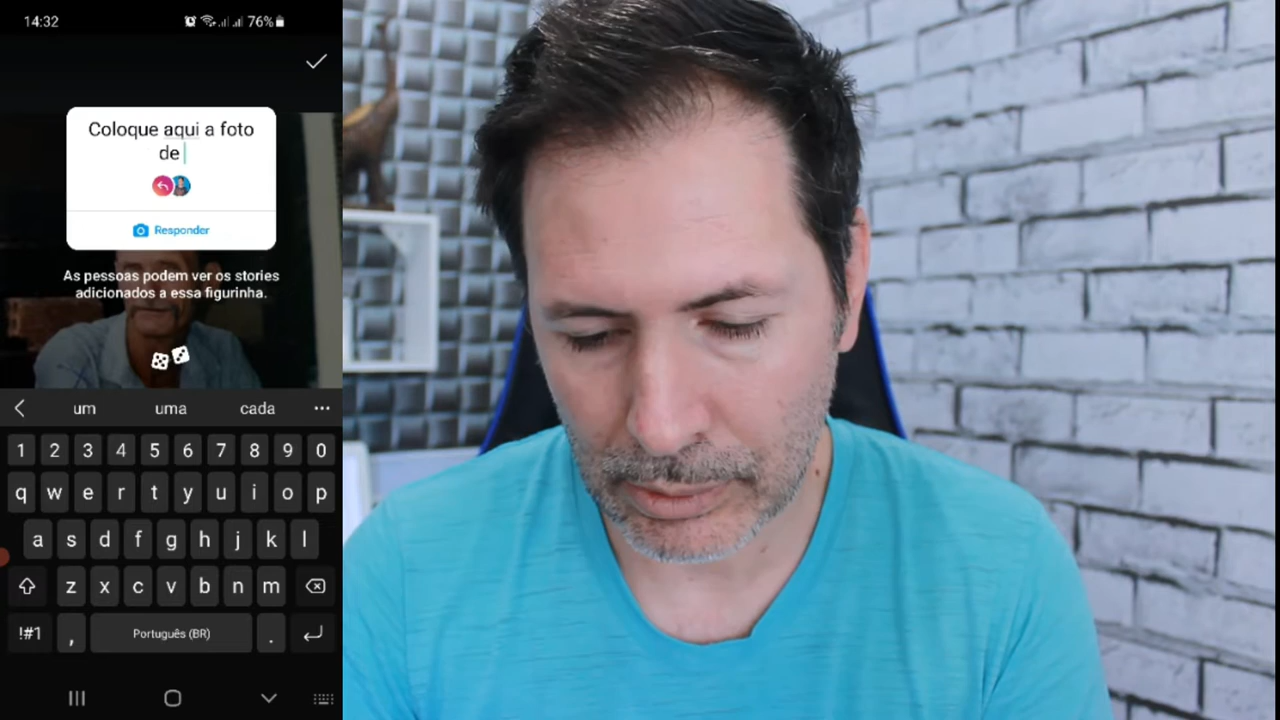 14:32
76%
Coloque aqui a foto
de
Responder
As pessoas podem ver os stories
adicionados a essa figurinha.
um uma cada
1 2 3 4 5 6 7 8 9 0
q w e r t y u i o p
a s d f g h j k l
z x c v b n m
!#1 , Português (BR) .